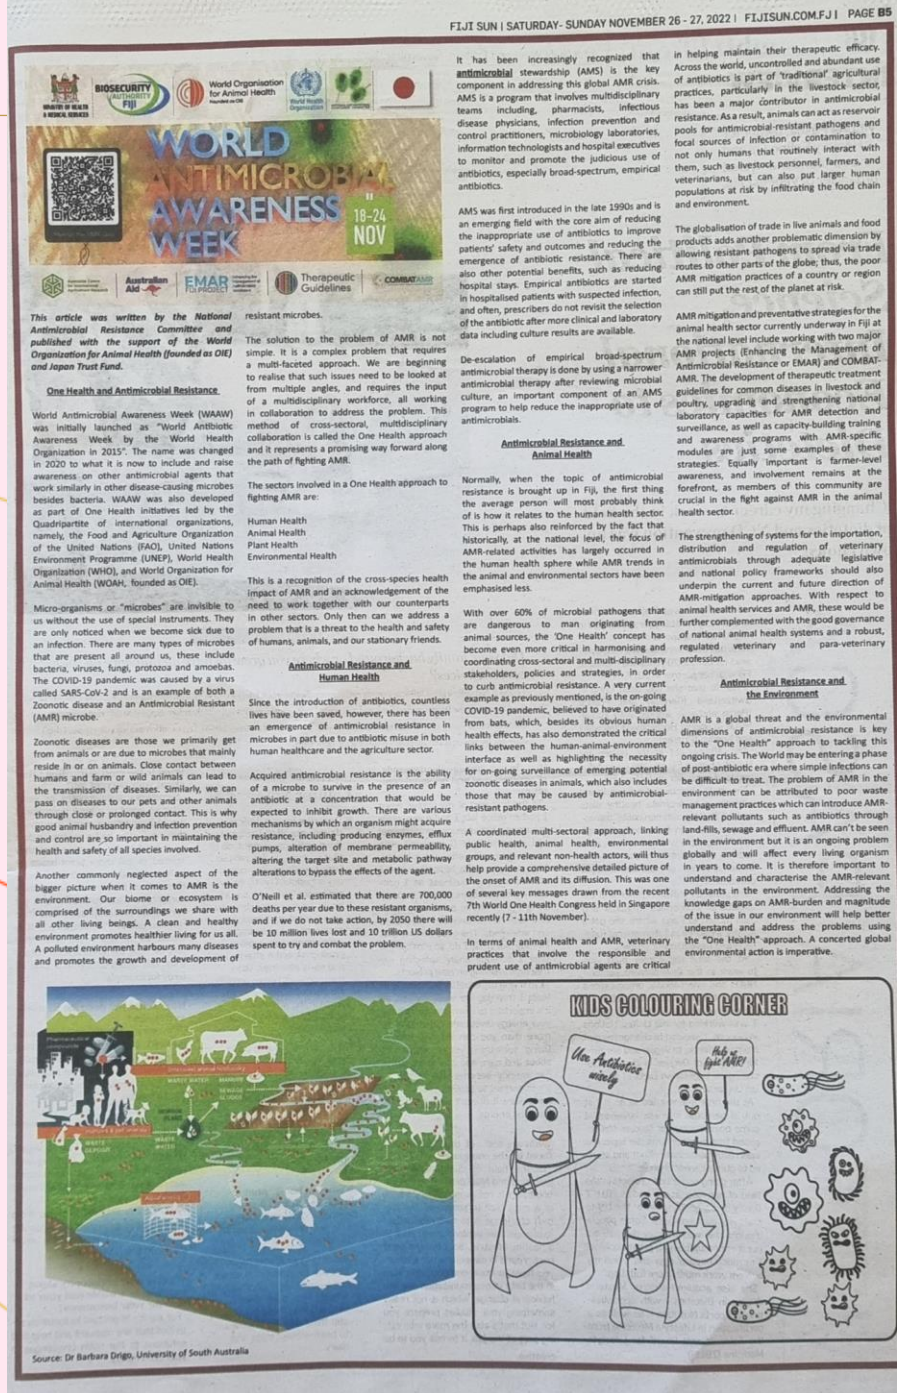 FIJI SUN | SATURDAY- SUNDAY NOVEMBER 26 - 27, 2022 | FIJISUN.COM.FJ | PAGE B5
MINISTRY OF HEALTH
& MEDICAL SERVICES
BIOSECURITY
AUTHORITY OF
FIJI
World Organisation
for Animal Health
Founded as OIE
World Health
Organization
WORLD
ANTIMICROBIAL
AWARENESS
WEEK
18-24
NOV
Australian
Aid
EMAR
FIJI PROJECT
Therapeutic
Guidelines
COMBATAMR
This article was written by the National
Antimicrobial Resistance Committee and
published with the support of the World
Organization for Animal Health (founded as OIE)
and Japan Trust Fund.
One Health and Antimicrobial Resistance
World Antimicrobial Awareness Week (WAAW)
was initially launched as "World Antibiotic
Awareness Week by the World Health
Organization in 2015". The name was changed
in 2020 to what it is now to include and raise
awareness on other antimicrobial agents that
work similarly in other disease-causing microbes
besides bacteria. WAAW was also developed
as part of One Health initiatives led by the
Quadripartite of international organizations,
namely, the Food and Agriculture Organization
of the United Nations (FAO), United Nations
Environment Programme (UNEP), World Health
Organization (WHO), and World Organization for
Animal Health (WOAH, founded as OIE).
Micro-organisms or "microbes" are invisible to
us without the use of special instruments. They
are only noticed when we become sick due to
an infection. There are many types of microbes
that are present all around us, these include
bacteria, viruses, fungi, protozoa and amoebas.
The COVID-19 pandemic was caused by a virus
called SARS-CoV-2 and is an example of both a
Zoonotic disease and an Antimicrobial Resistant
(AMR) microbe.
Zoonotic diseases are those we primarily get
from animals or are due to microbes that mainly
reside in or on animals. Close contact between
humans and farm or wild animals can lead to
the transmission of diseases. Similarly, we can
pass on diseases to our pets and other animals
through close or prolonged contact. This is why
good animal husbandry and infection prevention
and control are so important in maintaining the
health and safety of all species involved.
Another commonly neglected aspect of the
bigger picture when it comes to AMR is the
environment. Our biome or ecosystem is
comprised of the surroundings we share with
all other living beings. A clean and healthy
environment promotes healthier living for us all.
A polluted environment harbours many diseases
and promotes the growth and development of
resistant microbes.
The solution to the problem of AMR is not
simple. It is a complex problem that requires
a multi-faceted approach. We are beginning
to realise that such issues need to be looked at
from multiple angles, and requires the input
of a multidisciplinary workforce, all working
in collaboration to address the problem. This
method of cross-sectoral, multidisciplinary
collaboration is called the One Health approach
and it represents a promising way forward along
the path of fighting AMR.
The sectors involved in a One Health approach to
fighting AMR are:
Human Health
Animal Health
Plant Health
Environmental Health
This is a recognition of the cross-species health
impact of AMR and an acknowledgement of the
need to work together with our counterparts
in other sectors. Only then can we address a
problem that is a threat to the health and safety
of humans, animals, and our stationary friends.
Antimicrobial Resistance and
Human Health
Since the introduction of antibiotics, countless
lives have been saved, however, there has been
an emergence of antimicrobial resistance in
microbes in part due to antibiotic misuse in both
human healthcare and the agriculture sector.
Acquired antimicrobial resistance is the ability
of a microbe to survive in the presence of an
antibiotic at a concentration that would be
expected to inhibit growth. There are various
mechanisms by which an organism might acquire
resistance, including producing enzymes, efflux
pumps, alteration of membrane permeability,
altering the target site and metabolic pathway
alterations to bypass the effects of the agent.
O'Neill et al. estimated that there are 700,000
deaths per year due to these resistant organisms,
and if we do not take action, by 2050 there will
be 10 million lives lost and 10 trillion US dollars
spent to try and combat the problem.
It has been increasingly recognized that
antimicrobial stewardship (AMS) is the key
component in addressing this global AMR crisis.
AMS is a program that involves multidisciplinary
teams including, pharmacists, infectious
disease physicians, infection prevention and
control practitioners, microbiology laboratories,
information technologists and hospital executives
to monitor and promote the judicious use of
antibiotics, especially broad-spectrum, empirical
antibiotics.
AMS was first introduced in the late 1990s and is
an emerging field with the core aim of reducing
the inappropriate use of antibiotics to improve
patients' safety and outcomes and reducing the
emergence of antibiotic resistance. There are
also other potential benefits, such as reducing
hospital stays. Empirical antibiotics are started
in hospitalised patients with suspected infection,
and often, prescribers do not revisit the selection
of the antibiotic after more clinical and laboratory
data including culture results are available.
De-escalation of empirical broad-spectrum
antimicrobial therapy is done by using a narrower
antimicrobial therapy after reviewing microbial
culture, an important component of an AMS
program to help reduce the inappropriate use of
antimicrobials.
Antimicrobial Resistance and
Animal Health
Normally, when the topic of antimicrobial
resistance is brought up in Fiji, the first thing
the average person will most probably think
of is how it relates to the human health sector.
This is perhaps also reinforced by the fact that
historically, at the national level, the focus of
AMR-related activities has largely occurred in
the human health sphere while AMR trends in
the animal and environmental sectors have been
emphasised less.
With over 60% of microbial pathogens that
are dangerous to man originating from
animal sources, the 'One Health' concept has
become even more critical in harmonising and
coordinating cross-sectoral and multi-disciplinary
stakeholders, policies and strategies, in order
to curb antimicrobial resistance. A very current
example as previously mentioned, is the on-going
COVID-19 pandemic, believed to have originated
from bats, which, besides its obvious human
health effects, has also demonstrated the critical
links between the human-animal-environment
interface as well as highlighting the necessity
for on-going surveillance of emerging potential
zoonotic diseases in animals, which also includes
those that may be caused by antimicrobial-
resistant pathogens.
A coordinated multi-sectoral approach, linking
public health, animal health, environmental
groups, and relevant non-health actors, will thus
help provide a comprehensive detailed picture of
the onset of AMR and its diffusion. This was one
of several key messages drawn from the recent
7th World One Health Congress held in Singapore
recently (7 - 11th November).
In terms of animal health and AMR, veterinary
practices that involve the responsible and
prudent use of antimicrobial agents are critical
in helping maintain their therapeutic efficacy.
Across the world, uncontrolled and abundant use
of antibiotics is part of 'traditional' agricultural
practices, particularly in the livestock sector,
has been a major contributor in antimicrobial
resistance. As a result, animals can act as reservoir
pools for antimicrobial-resistant pathogens and
focal sources of infection or contamination to
not only humans that routinely interact with
them, such as livestock personnel, farmers, and
veterinarians, but can also put larger human
populations at risk by infiltrating the food chain
and environment.
The globalisation of trade in live animals and food
products adds another problematic dimension by
allowing resistant pathogens to spread via trade
routes to other parts of the globe; thus, the poor
AMR mitigation practices of a country or region
can still put the rest of the planet at risk.
AMR mitigation and preventative strategies for the
animal health sector currently underway in Fiji at
the national level include working with two major
AMR projects (Enhancing the Management of
Antimicrobial Resistance or EMAR) and COMBAT-
AMR. The development of therapeutic treatment
guidelines for common diseases in livestock and
poultry, upgrading and strengthening national
laboratory capacities for AMR detection and
surveillance, as well as capacity-building training
and awareness programs with AMR-specific
modules are just some examples of these
strategies. Equally important is farmer-level
awareness, and involvement remains at the
forefront, as members of this community are
crucial in the fight against AMR in the animal
health sector.
The strengthening of systems for the importation,
distribution and regulation of veterinary
antimicrobials through adequate legislative
and national policy frameworks should also
underpin the current and future direction of
AMR-mitigation approaches. With respect to
animal health services and AMR, these would be
further complemented with the good governance
of national animal health systems and a robust,
regulated veterinary and para-veterinary
profession.
Antimicrobial Resistance and
the Environment
AMR is a global threat and the environmental
dimensions of antimicrobial resistance is key
to the "One Health" approach to tackling this
ongoing crisis. The World may be entering a phase
of post-antibiotic era where simple infections can
be difficult to treat. The problem of AMR in the
environment can be attributed to poor waste
management practices which can introduce AMR-
relevant pollutants such as antibiotics through
land-fills, sewage and effluent. AMR can't be seen
in the environment but it is an ongoing problem
globally and will affect every living organism
in years to come. It is therefore important to
understand and characterise the AMR-relevant
pollutants in the environment. Addressing the
knowledge gaps on AMR-burden and magnitude
of the issue in our environment will help better
understand and address the problems using
the "One Health" approach. A concerted global
environmental action is imperative.
WASTE WATER
MANURE
SEWAGE
SLUDGE
SEWAGE
PLANT
WASTE
WATER
WASTE
DEPOSIT
Source: Dr Barbara Drigo, University of South Australia
KIDS COLOURING CORNER
Use Antibiotics
wisely
Help us
fight AMR!